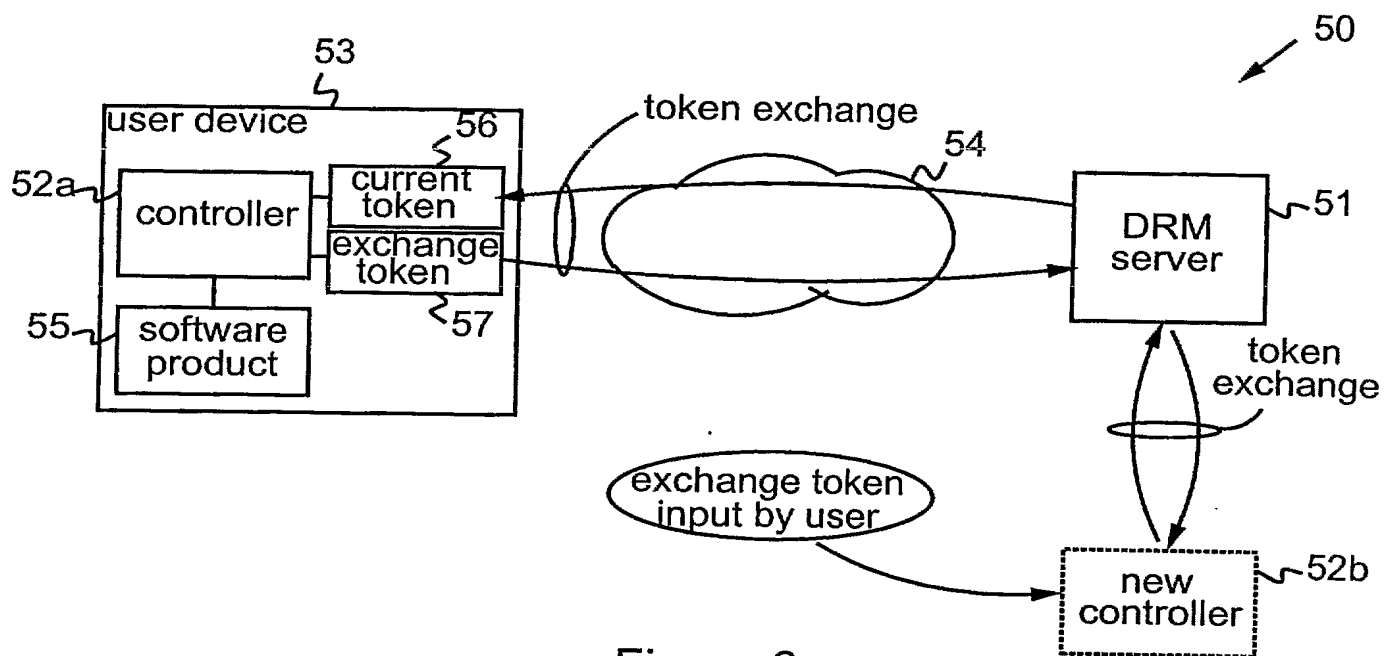 50
53
user device
56
token exchange
54
52a
controller
current
token
51
DRM
server
exchange
token
57
55
software
product
token
exchange
exchange token
input by user
52b
new
controller